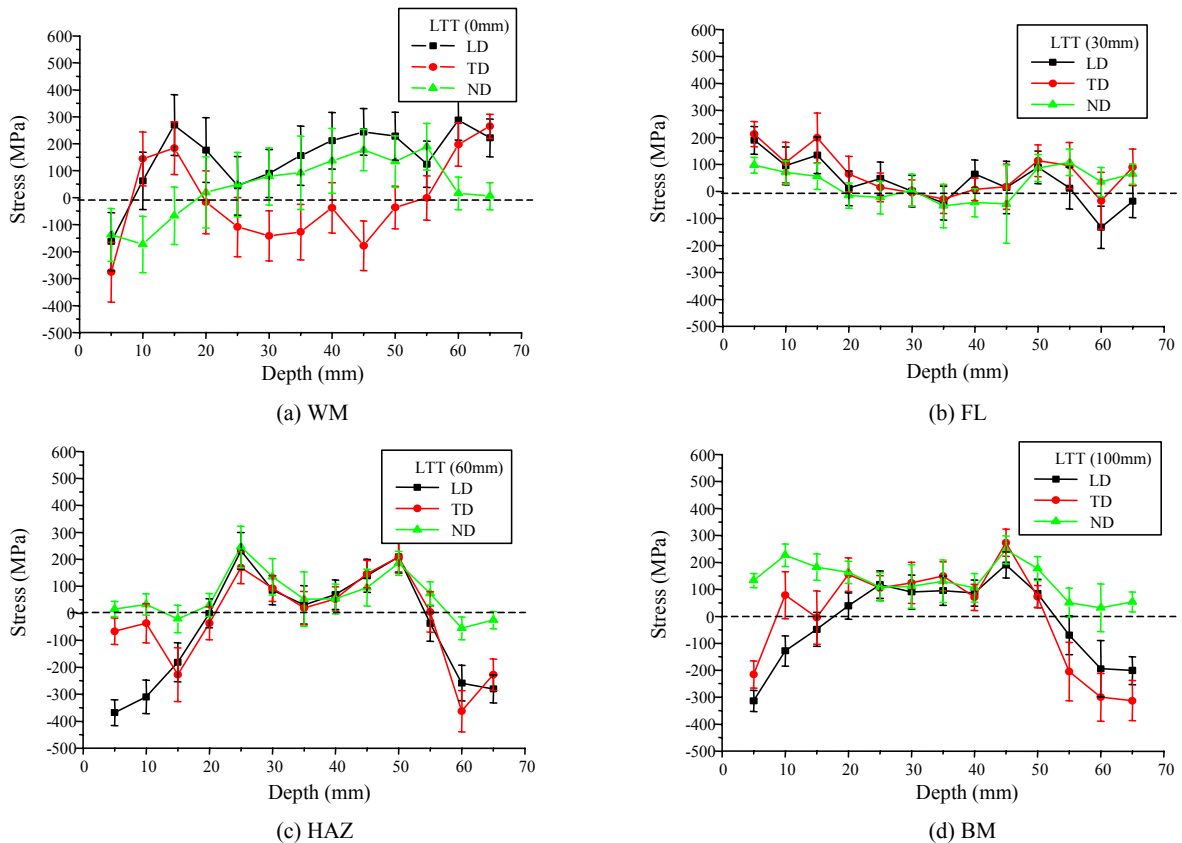 LTT (0mm)
LD
TD
ND
600
500
400
300
200
100
0
-100
-200
-300
-400
-500
0 10 20 30 40 50 60 70
Stress (MPa)
Depth (mm)
(a) WM
LTT (30mm)
LD
TD
ND
600
500
400
300
200
100
0
-100
-200
-300
-400
-500
0 10 20 30 40 50 60 70
Stress (MPa)
Depth (mm)
(b) FL
LTT (60mm)
LD
TD
ND
600
500
400
300
200
100
0
-100
-200
-300
-400
-500
0 10 20 30 40 50 60 70
Stress (MPa)
Depth (mm)
(c) HAZ
LTT (100mm)
LD
TD
ND
600
500
400
300
200
100
0
-100
-200
-300
-400
-500
0 10 20 30 40 50 60 70
Stress (MPa)
Depth (mm)
(d) BM